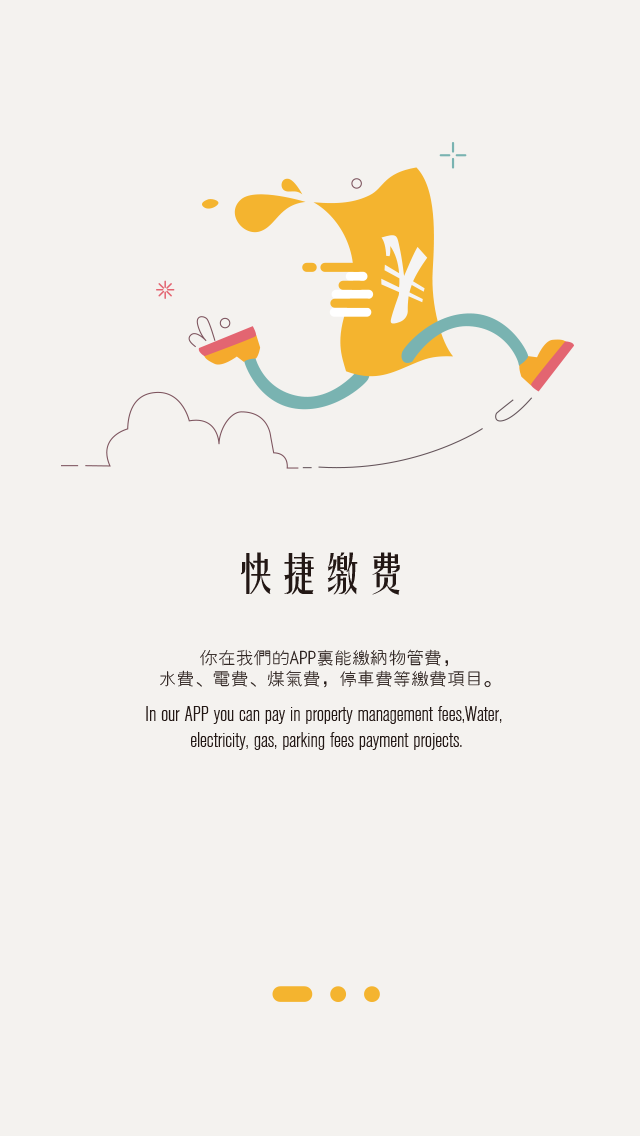 ¥
快捷缴费
你在我們的APP裏能繳納物管費，
水費、電費、煤氣費，停車費等繳費項目。
In our APP you can pay in property management fees,Water,
electricity, gas, parking fees payment projects.